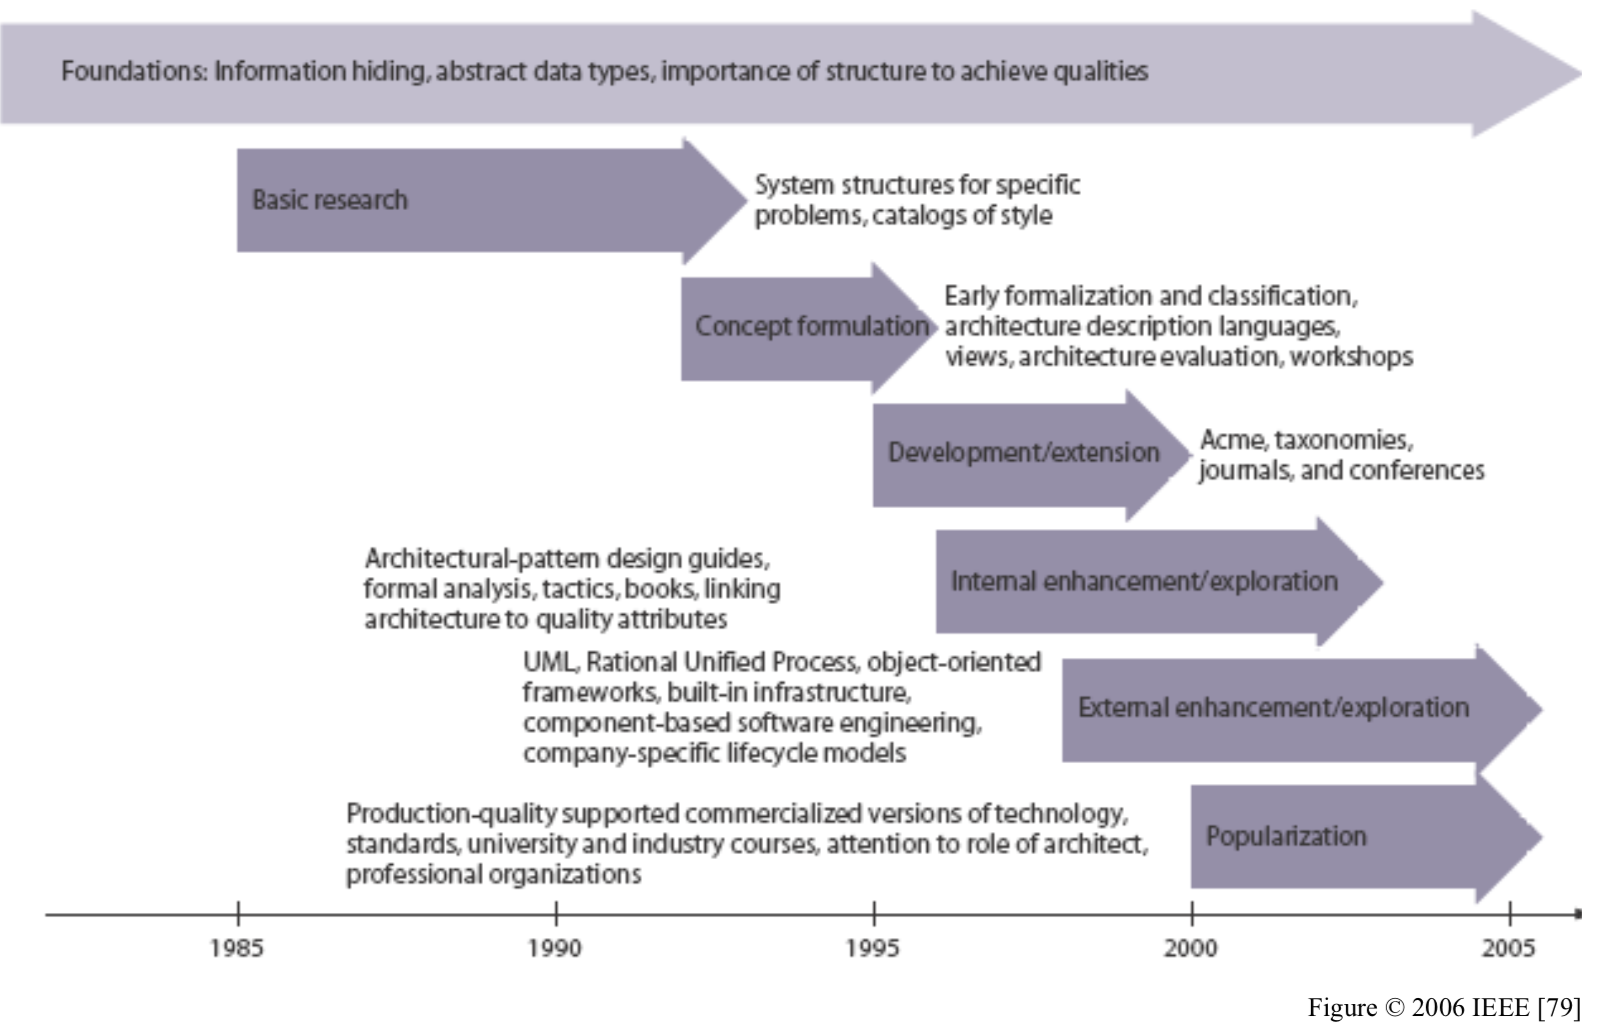 Foundations: Information hiding, abstract data types, importance of structure to achieve qualities
Basic research
System structures for specific
problems, catalogs of style
Concept formulation
Early formalization and classification,
architecture description languages,
views, architecture evaluation, workshops
Development/extension
Acme, taxonomies,
journals, and conferences
Architectural-pattern design guides,
formal analysis, tactics, books, linking
architecture to quality attributes
Internal enhancement/exploration
UML, Rational Unified Process, object-oriented
frameworks, built-in infrastructure,
component-based software engineering,
company-specific lifecycle models
External enhancement/exploration
Production-quality supported commercialized versions of technology,
standards, university and industry courses, attention to role of architect,
professional organizations
Popularization
1985 1990 1995 2000 2005
Figure © 2006 IEEE [79]